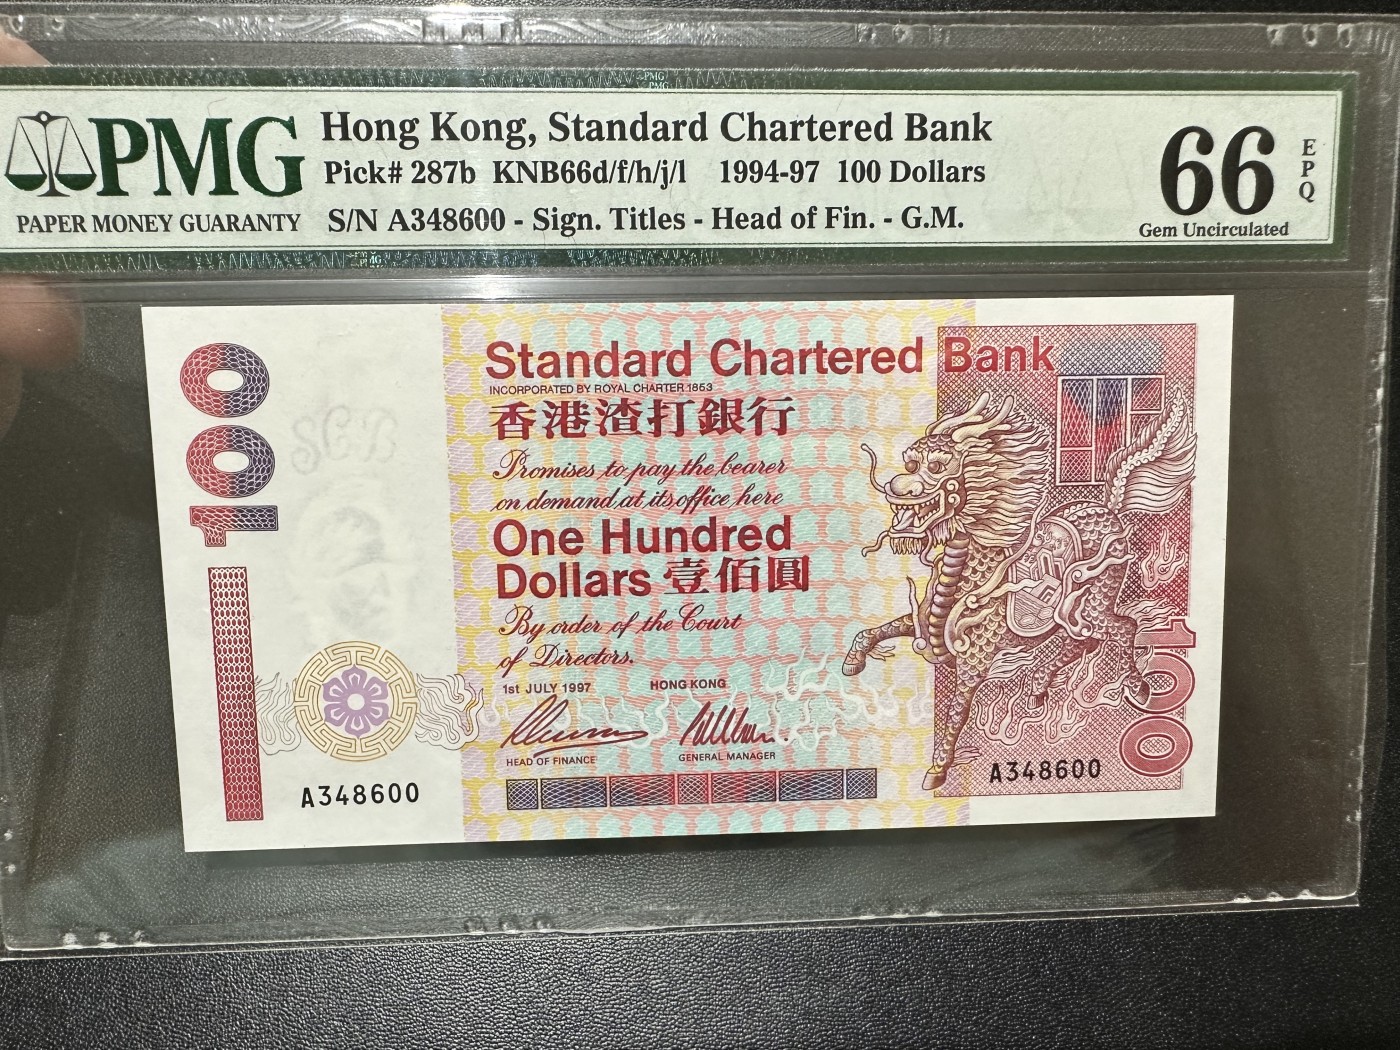 PMG
PMG
PAPER MONEY GUARANTY
Hong Kong, Standard Chartered Bank
Pick# 287b KNB66d/f/h/j/l 1994-97 100 Dollars
S/N A348600 - Sign. Titles - Head of Fin. - G.M.
66
EPQ
Gem Uncirculated
100
Standard Chartered Bank
INCORPORATED BY ROYAL CHARTER 1853
香港渣打銀行
Promises to pay the bearer
on demand at its office here
One Hundred
Dollars 壹佰圓
By order of the Court
of Directors.
1st JULY 1997 HONG KONG
HEAD OF FINANCE GENERAL MANAGER
A348600
A348600
100